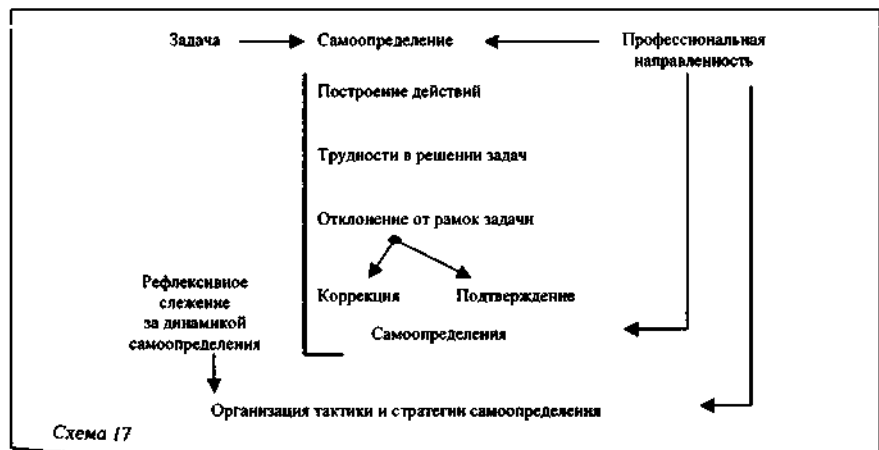 Задача Самоопределение Профессиональная
направленность
Построение действий
Трудности в решении задач
Отклонение от рамок задачи
Рефлексивное
слежение
за динамикой
самоопределения
Коррекция Подтверждение
Самоопределения
Организация тактики и стратегии самоопределения
Схема 17